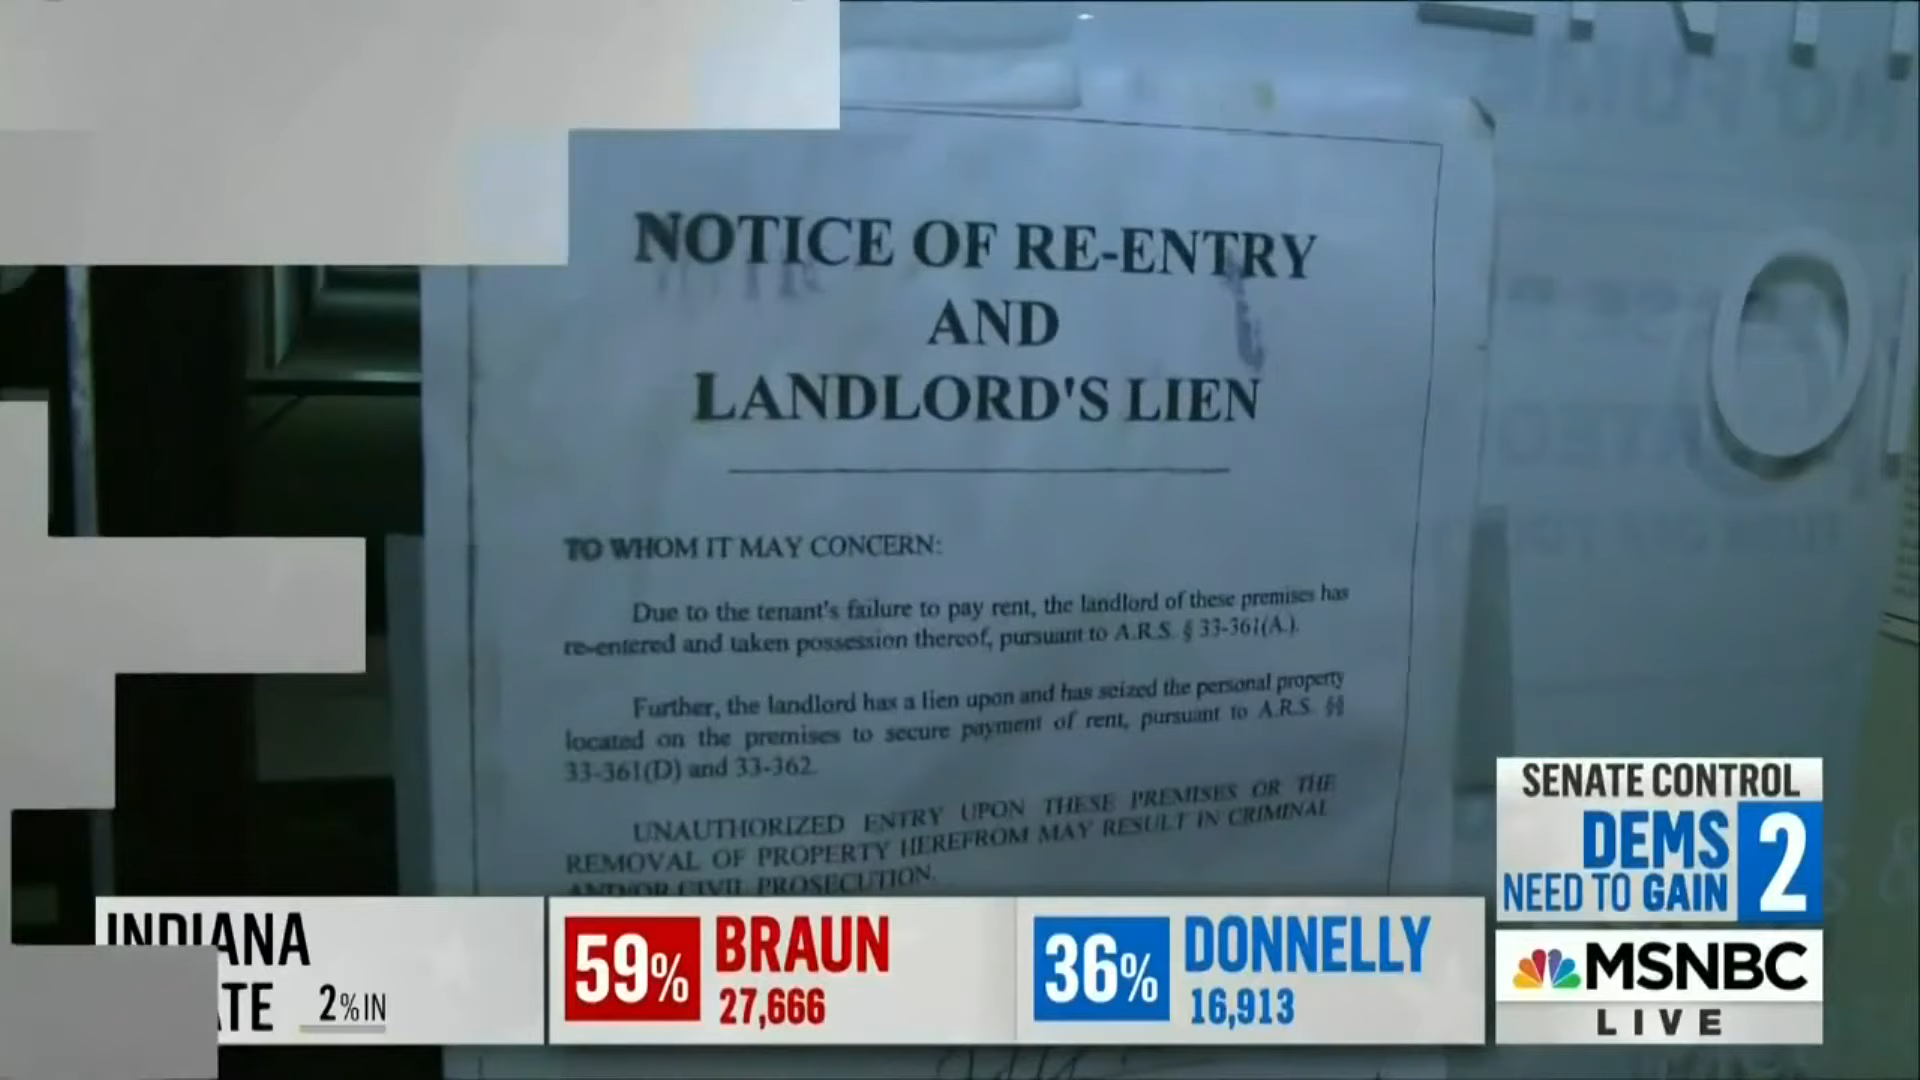 NOTICE OF RE-ENTRY
AND
LANDLORD'S LIEN
TO WHOM IT MAY CONCERN:
Due to the tenant's failure to pay rent, the landlord of these premises has
re-entered and taken possession thereof, pursuant to A.R.S. § 33-361(A.).
Further, the landlord has a lien upon and has seized the personal property
located on the premises to secure payment of rent, pursuant to A.R.S. §§
33-361(D) and 33-362.
UNAUTHORIZED ENTRY UPON THESE PREMISES OR THE
REMOVAL OF PROPERTY HEREFROM MAY RESULT IN CRIMINAL
AND/OR CIVIL PROSECUTION.
SENATE CONTROL
DEMS
NEED TO GAIN 2
INDIANA
ATE 2% IN
59% BRAUN
27,666
36% DONNELLY
16,913
MSNBC
LIVE